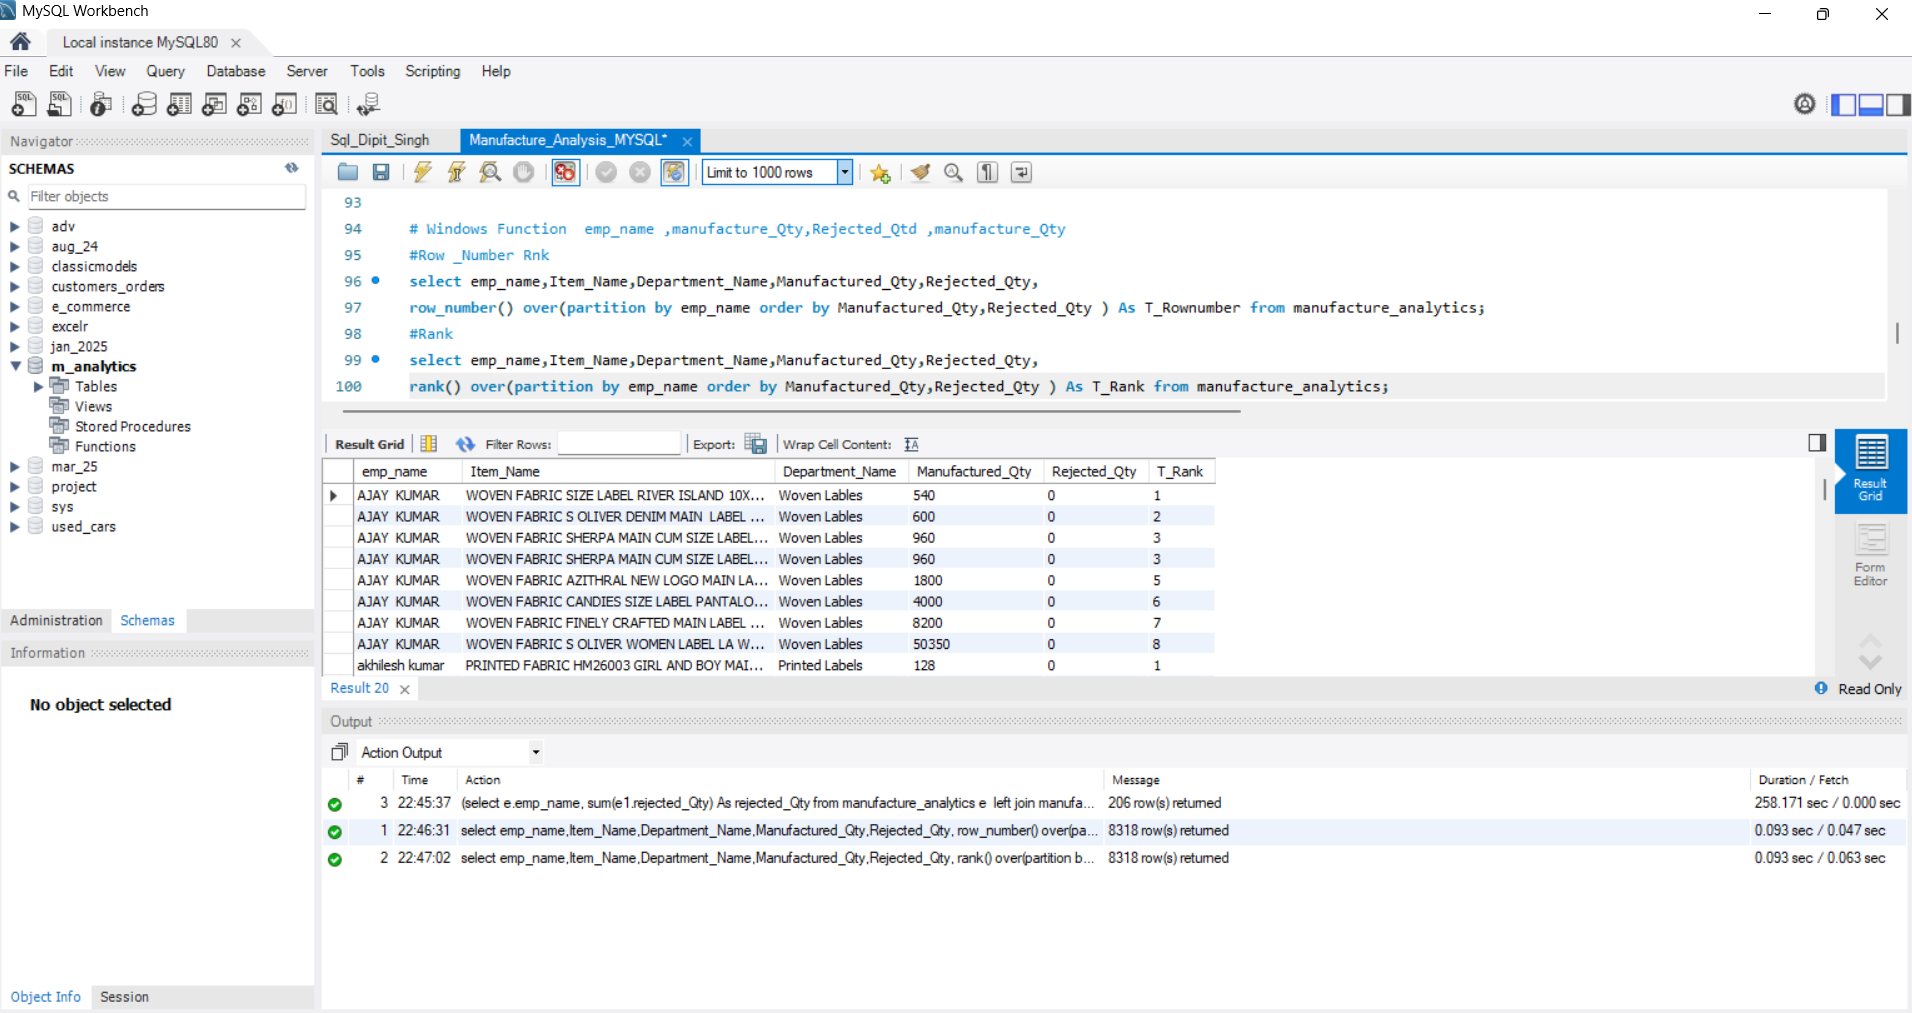 MySQL Workbench
Local instance MySQL80
File Edit View Query Database Server Tools Scripting Help
Navigator
SCHEMAS
Filter objects
adv
aug_24
classicmodels
customers_orders
e_commerce
excelr
jan_2025
m_analytics
Tables
Views
Stored Procedures
Functions
mar_25
project
sys
used_cars
Administration Schemas
Information
No object selected
Object Info Session
Sql_Dipit_Singh Manufacture_Analysis_MYSQL*
Limit to 1000 rows
93
94 # Windows Function emp_name ,manufacture_Qty,Rejected_Qtd ,manufacture_Qty
95 #Row _Number Rnk
96 select emp_name,Item_Name,Department_Name,Manufactured_Qty,Rejected_Qty,
97 row_number() over(partition by emp_name order by Manufactured_Qty,Rejected_Qty ) As T_Rownumber from manufacture_analytics;
98 #Rank
99 select emp_name,Item_Name,Department_Name,Manufactured_Qty,Rejected_Qty,
100 rank() over(partition by emp_name order by Manufactured_Qty,Rejected_Qty ) As T_Rank from manufacture_analytics;
Result Grid Filter Rows: Export: Wrap Cell Content:
emp_name Item_Name Department_Name Manufactured_Qty Rejected_Qty T_Rank
AJAY KUMAR WOVEN FABRIC SIZE LABEL RIVER ISLAND 10X... Woven Lables 540 0 1
AJAY KUMAR WOVEN FABRIC S OLIVER DENIM MAIN LABEL ... Woven Lables 600 0 2
AJAY KUMAR WOVEN FABRIC SHERPA MAIN CUM SIZE LABEL... Woven Lables 960 0 3
AJAY KUMAR WOVEN FABRIC SHERPA MAIN CUM SIZE LABEL... Woven Lables 960 0 3
AJAY KUMAR WOVEN FABRIC AZITHRAL NEW LOGO MAIN LA... Woven Lables 1800 0 5
AJAY KUMAR WOVEN FABRIC CANDIES SIZE LABEL PANTALO... Woven Lables 4000 0 6
AJAY KUMAR WOVEN FABRIC FINELY CRAFTED MAIN LABEL ... Woven Lables 8200 0 7
AJAY KUMAR WOVEN FABRIC S OLIVER WOMEN LABEL LA W... Woven Lables 50350 0 8
akhilesh kumar PRINTED FABRIC HM26003 GIRL AND BOY MAI... Printed Labels 128 0 1
Result Grid
Form Editor
Result 20
Read Only
Output
Action Output
# Time Action Message Duration / Fetch
3 22:45:37 (select e.emp_name, sum(e1.rejected_Qty) As rejected_Qty from manufacture_analytics e left join manufa... 206 row(s) returned 258.171 sec / 0.000 sec
1 22:46:31 select emp_name,Item_Name,Department_Name,Manufactured_Qty,Rejected_Qty, row_number() over(pa... 8318 row(s) returned 0.093 sec / 0.047 sec
2 22:47:02 select emp_name,Item_Name,Department_Name,Manufactured_Qty,Rejected_Qty, rank() over(partition b... 8318 row(s) returned 0.093 sec / 0.063 sec